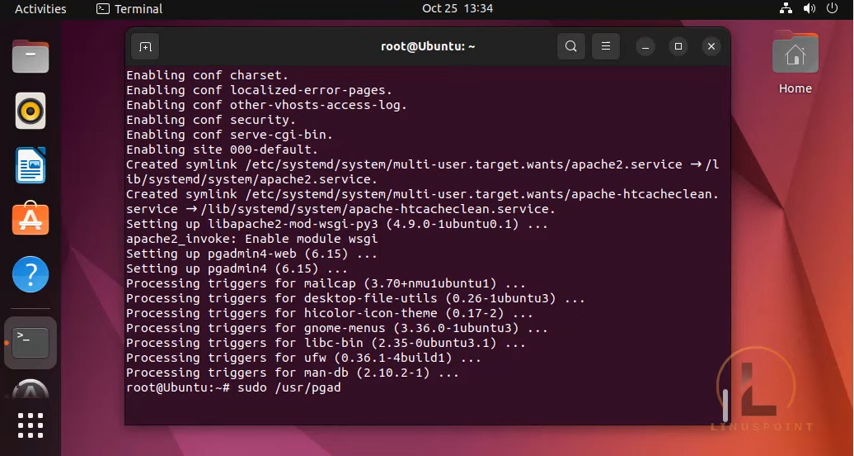 Activities
Terminal
Oct 25 13:34
root@Ubuntu: ~
Home
Enabling conf charset.
Enabling conf localized-error-pages.
Enabling conf other-vhosts-access-log.
Enabling conf security.
Enabling conf serve-cgi-bin.
Enabling site 000-default.
Created symlink /etc/systemd/system/multi-user.target.wants/apache2.service → /l
ib/systemd/system/apache2.service.
Created symlink /etc/systemd/system/multi-user.target.wants/apache-htcacheclean.
service → /lib/systemd/system/apache-htcacheclean.service.
Setting up libapache2-mod-wsgi-py3 (4.9.0-1ubuntu0.1) ...
apache2_invoke: Enable module wsgi
Setting up pgadmin4-web (6.15) ...
Setting up pgadmin4 (6.15) ...
Processing triggers for mailcap (3.70+nmu1ubuntu1) ...
Processing triggers for desktop-file-utils (0.26-1ubuntu3) ...
Processing triggers for hicolor-icon-theme (0.17-2) ...
Processing triggers for gnome-menus (3.36.0-1ubuntu3) ...
Processing triggers for libc-bin (2.35-0ubuntu3.1) ...
Processing triggers for ufw (0.36.1-4build1) ...
Processing triggers for man-db (2.10.2-1) ...
root@Ubuntu:~# sudo /usr/pgad
LINUSPOINT